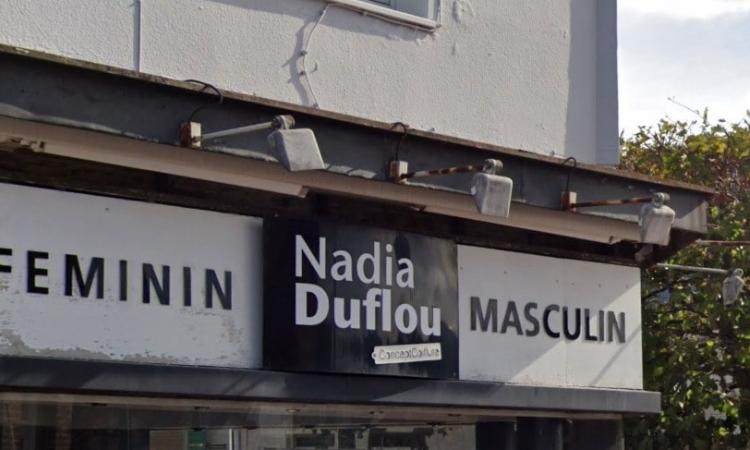 FEMININ
Nadia
Duflou
ConceptCoiffure
MASCULIN